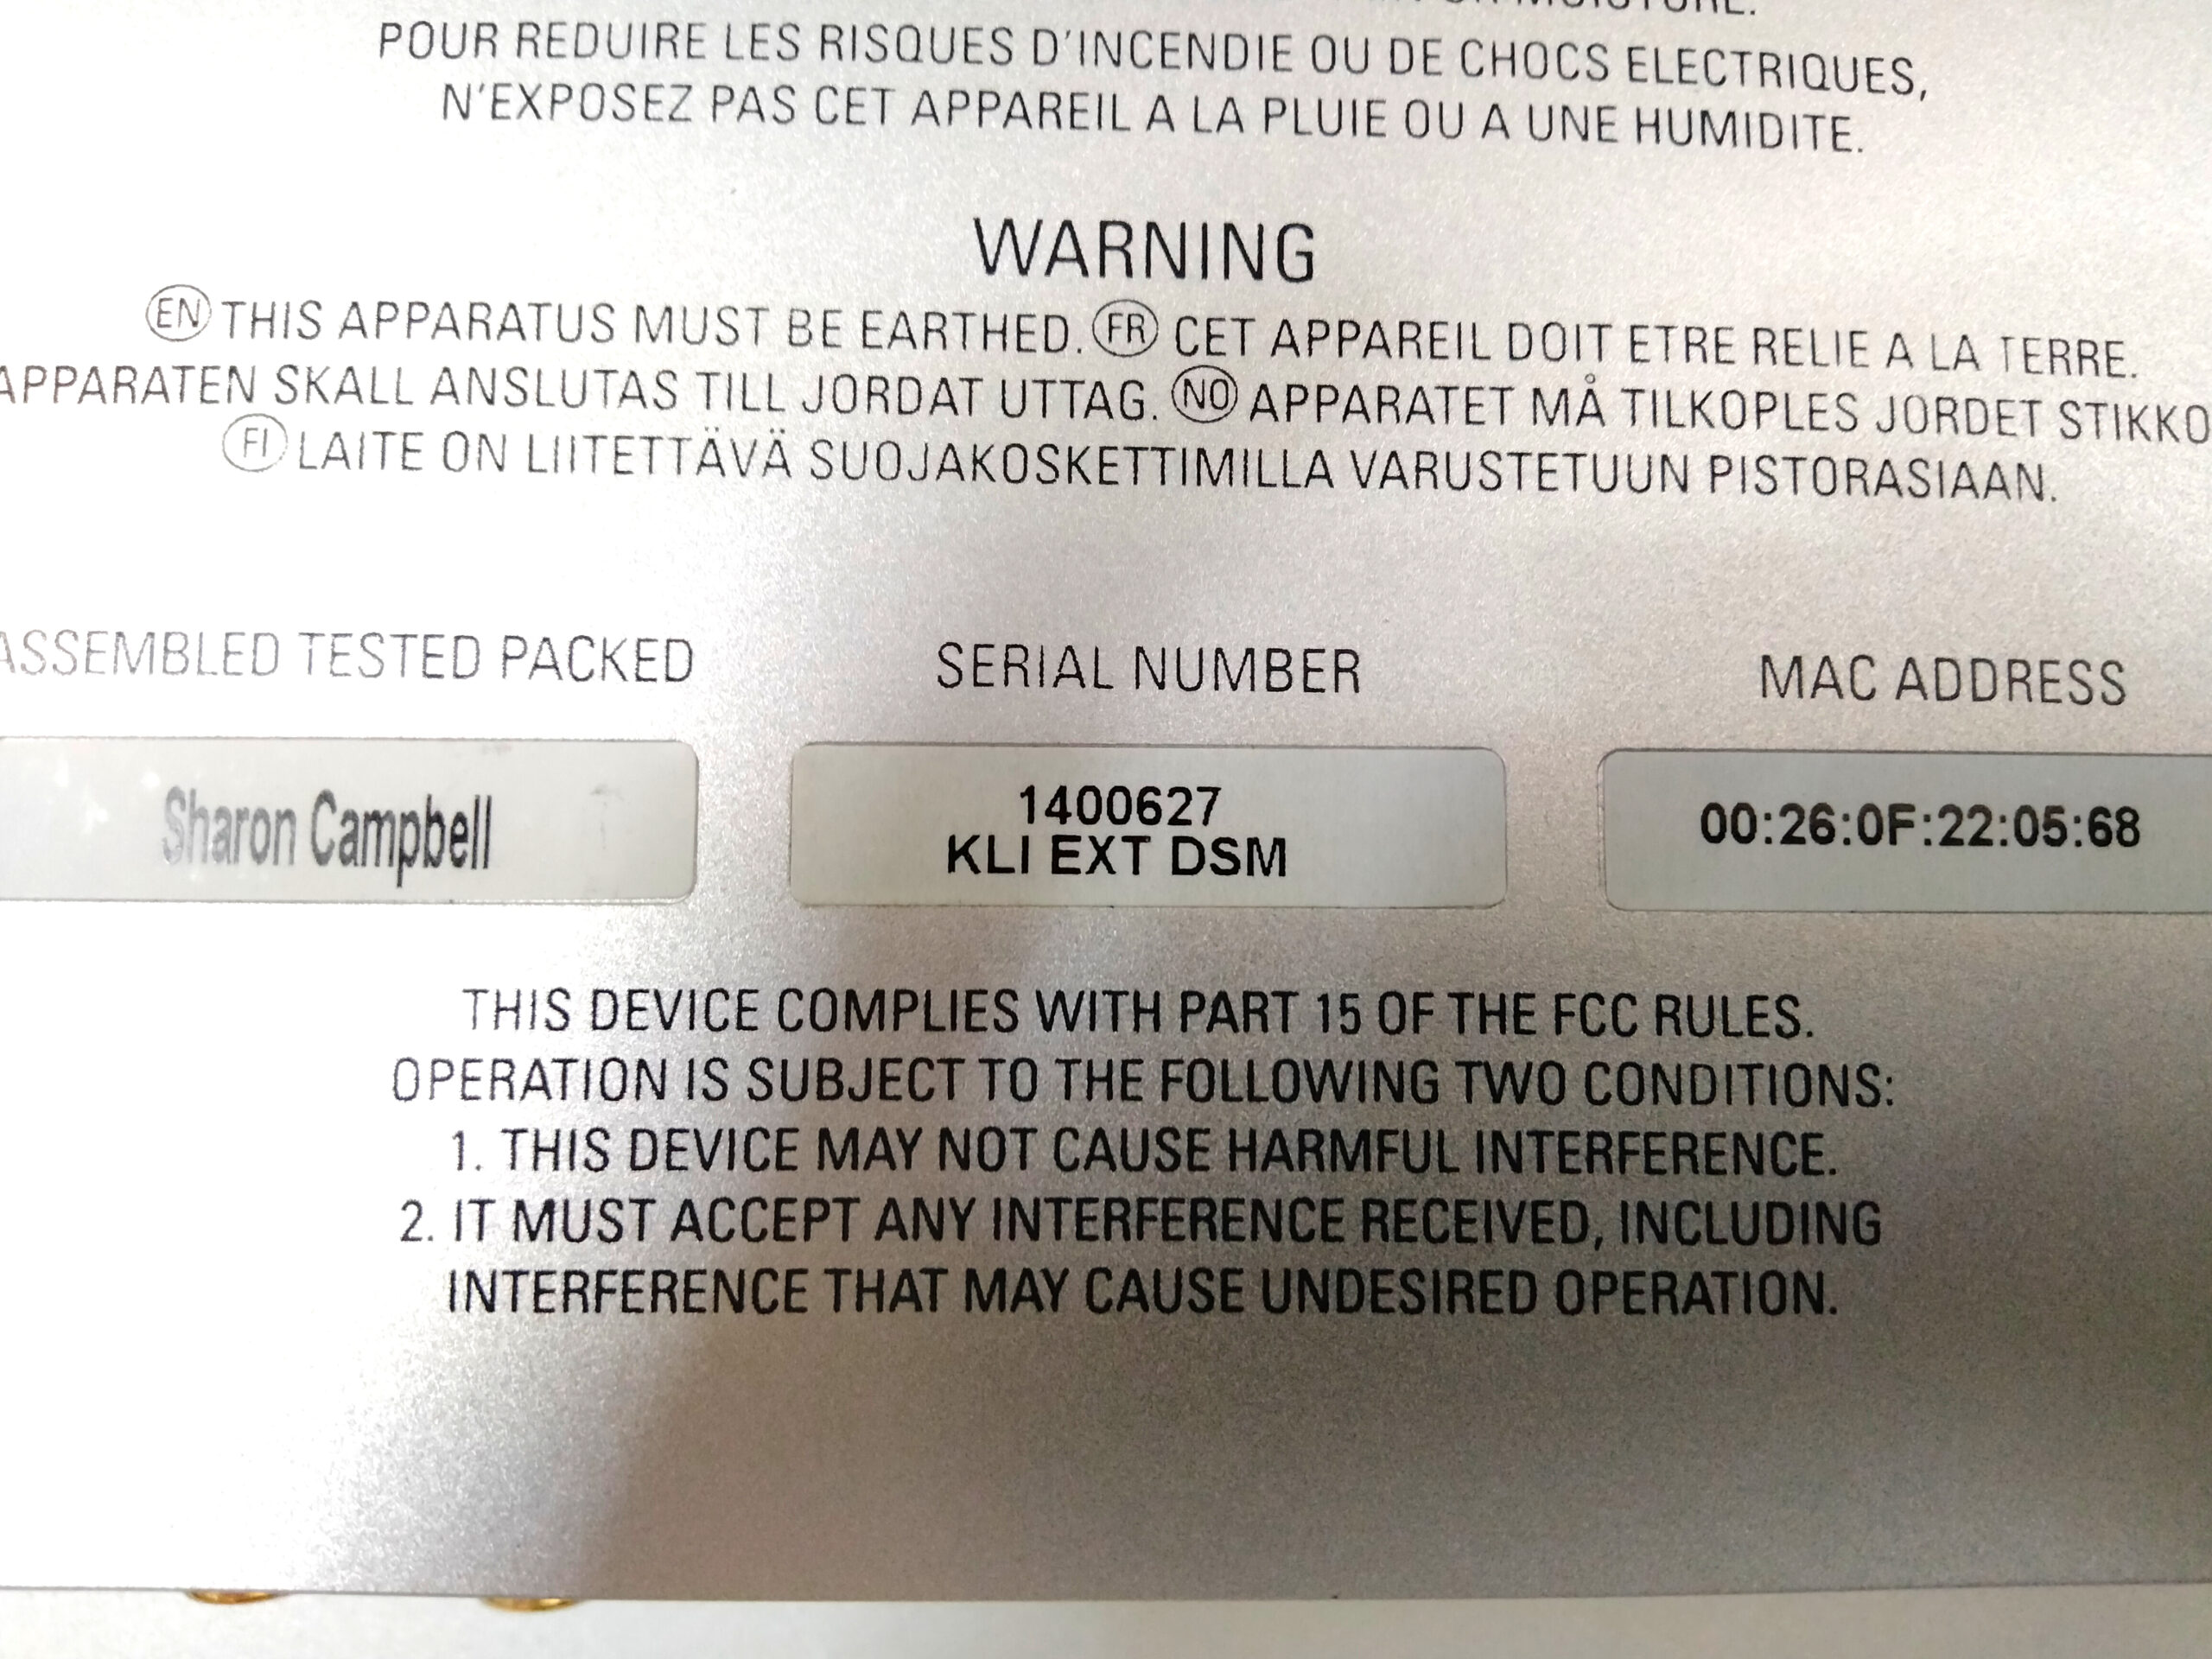 MOISTURE.
POUR REDUIRE LES RISQUES D'INCENDIE OU DE CHOCS ELECTRIQUES,
N'EXPOSEZ PAS CET APPAREIL A LA PLUIE OU A UNE HUMIDITE.
WARNING
EN THIS APPARATUS MUST BE EARTHED. FR CET APPAREIL DOIT ETRE RELIE A LA TERRE.
APPARATEN SKALL ANSLUTAS TILL JORDAT UTTAG. NO APPARATET MÅ TILKOPLES JORDET STIKKO
FI LAITE ON LIITETTÄVÄ SUOJAKOSKETTIMILLA VARUSTETUUN PISTORASIAAN.
ASSEMBLED TESTED PACKED
SERIAL NUMBER
MAC ADDRESS
Sharon Campbell
1400627
KLI EXT DSM
00:26:0F:22:05:68
THIS DEVICE COMPLIES WITH PART 15 OF THE FCC RULES.
OPERATION IS SUBJECT TO THE FOLLOWING TWO CONDITIONS:
1. THIS DEVICE MAY NOT CAUSE HARMFUL INTERFERENCE.
2. IT MUST ACCEPT ANY INTERFERENCE RECEIVED, INCLUDING
INTERFERENCE THAT MAY CAUSE UNDESIRED OPERATION.